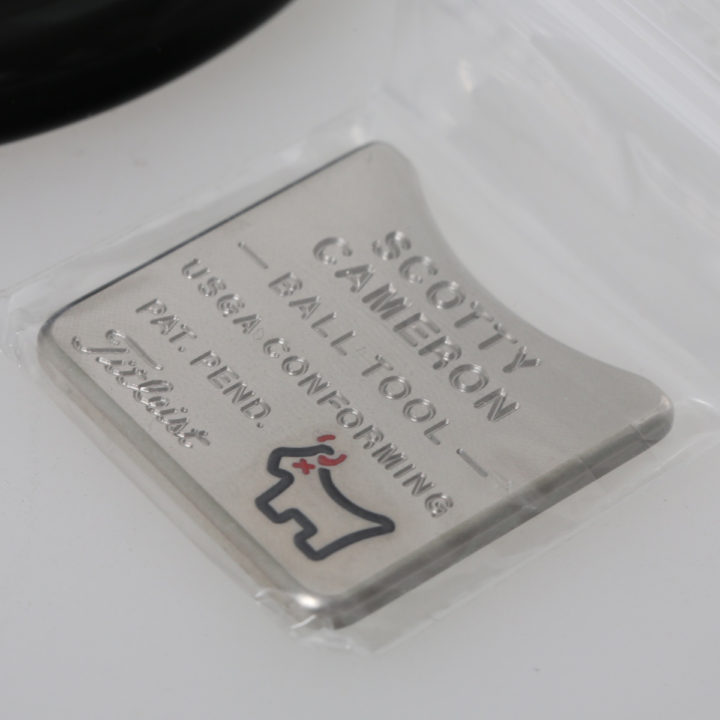 SCOTTY
CAMERON
— BALL TOOL —
USGA·CONFORMING
PAT. PEND.
Titleist